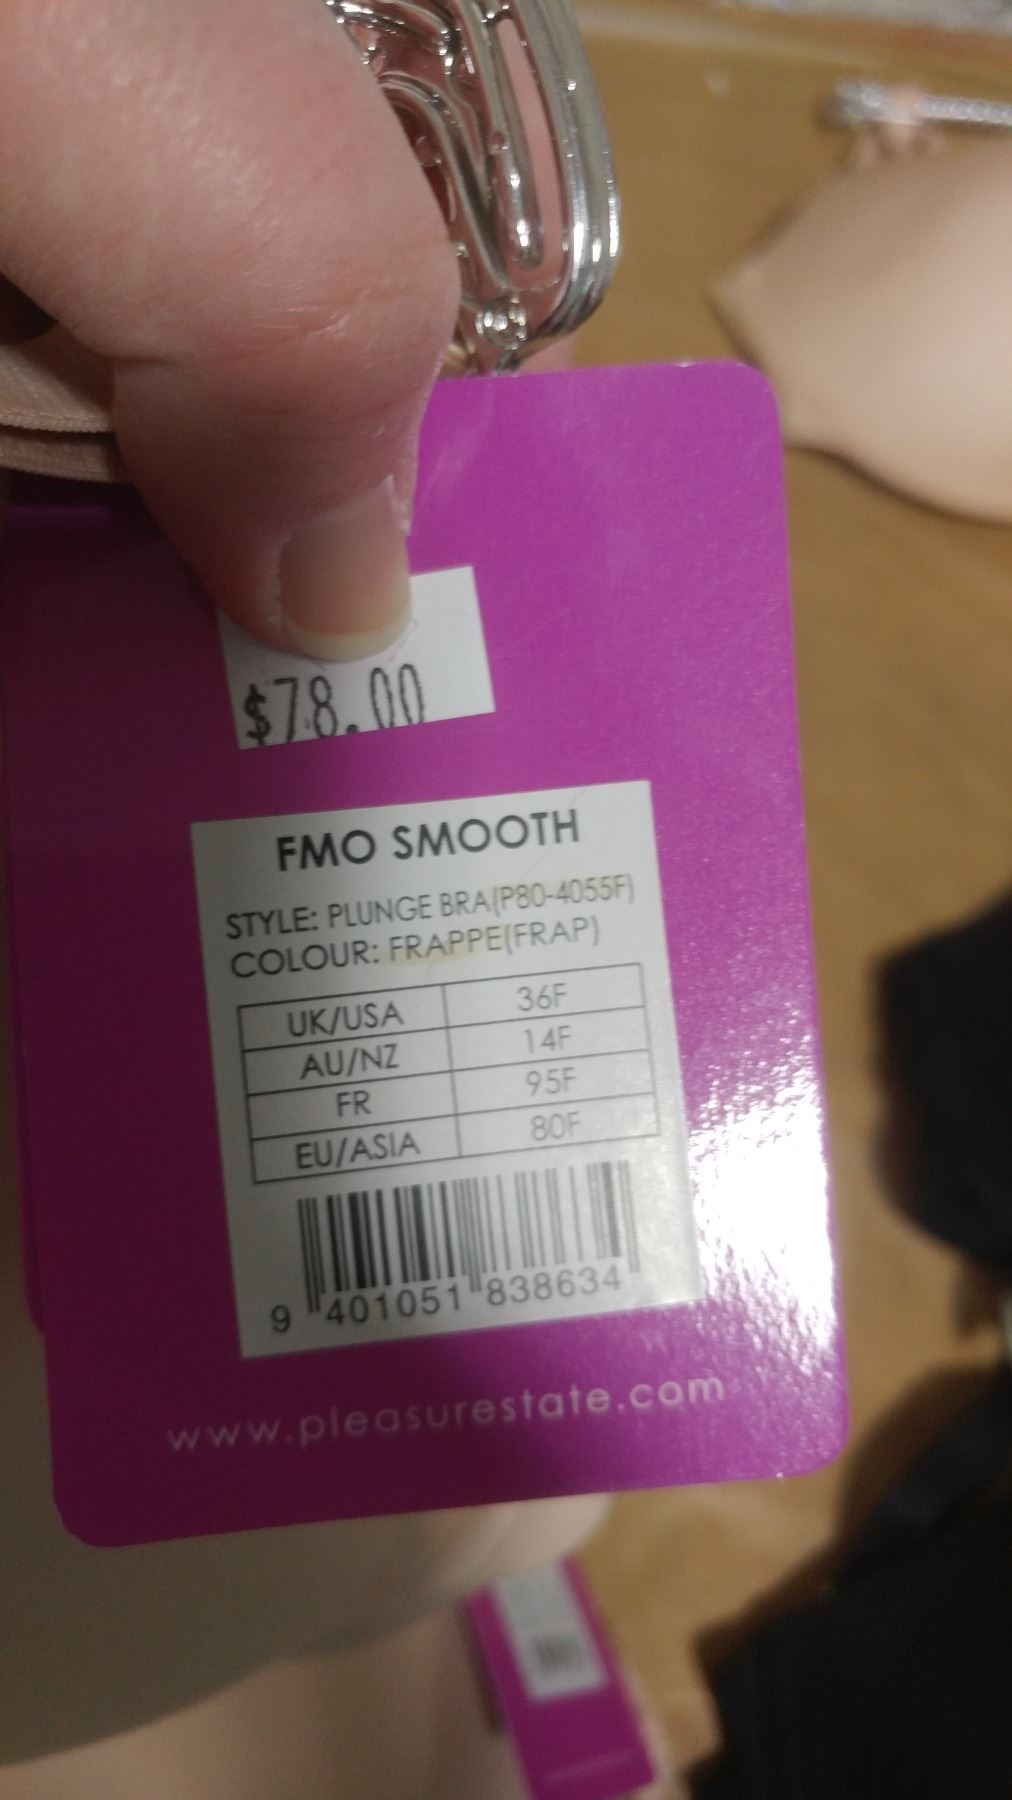 $78.00
FMO SMOOTH
STYLE: PLUNGE BRA(P80-4055F)
COLOUR: FRAPPE(FRAP)
UK/USA 36F
AU/NZ 14F
FR 95F
EU/ASIA 80F
9 401051 838634
www.pleasurestate.com